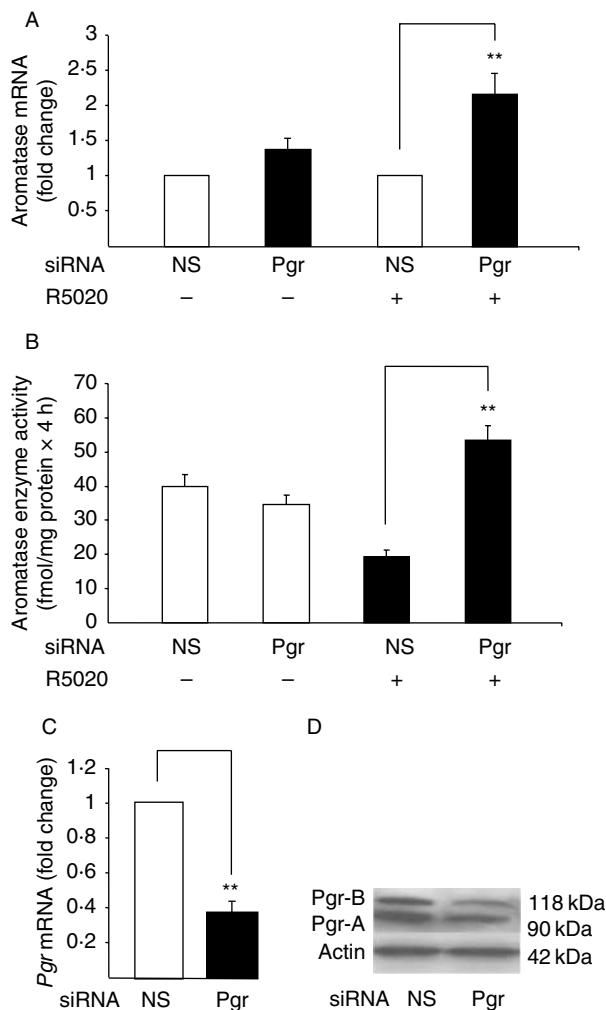 A
Aromatase mRNA
(fold change)
3
2·5
2
1·5
1
0·5
**
siRNA NS Pgr NS Pgr
R5020 – – + +
B
Aromatase enzyme activity
(fmol/mg protein × 4 h)
70
60
50
40
30
20
10
0
**
siRNA NS Pgr NS Pgr
R5020 – – + +
C
Pgr mRNA (fold change)
1·2
1
0·8
0·6
0·4
0·2
**
siRNA NS Pgr
D
Pgr-B 118 kDa
Pgr-A 90 kDa
Actin 42 kDa
siRNA NS Pgr